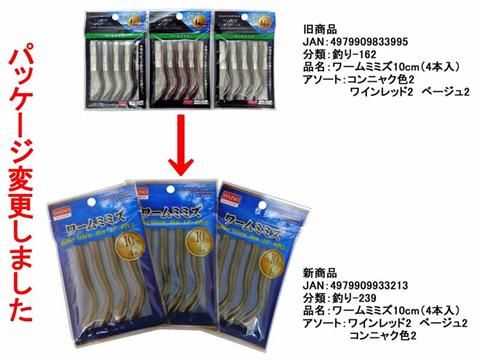 パッケージ変更しました
旧商品
JAN:4979909833995
分類:釣り-162
品名:ワームミミズ10cm(4本入)
アソート:コンニャク色2
ワインレッド2 ベージュ2
DAISO
ワームミミズ
10cm
4本
新商品
JAN:4979909933213
分類:釣り-239
品名:ワームミミズ10cm(4本入)
アソート:ワインレッド2 ベージュ2
コンニャク色2